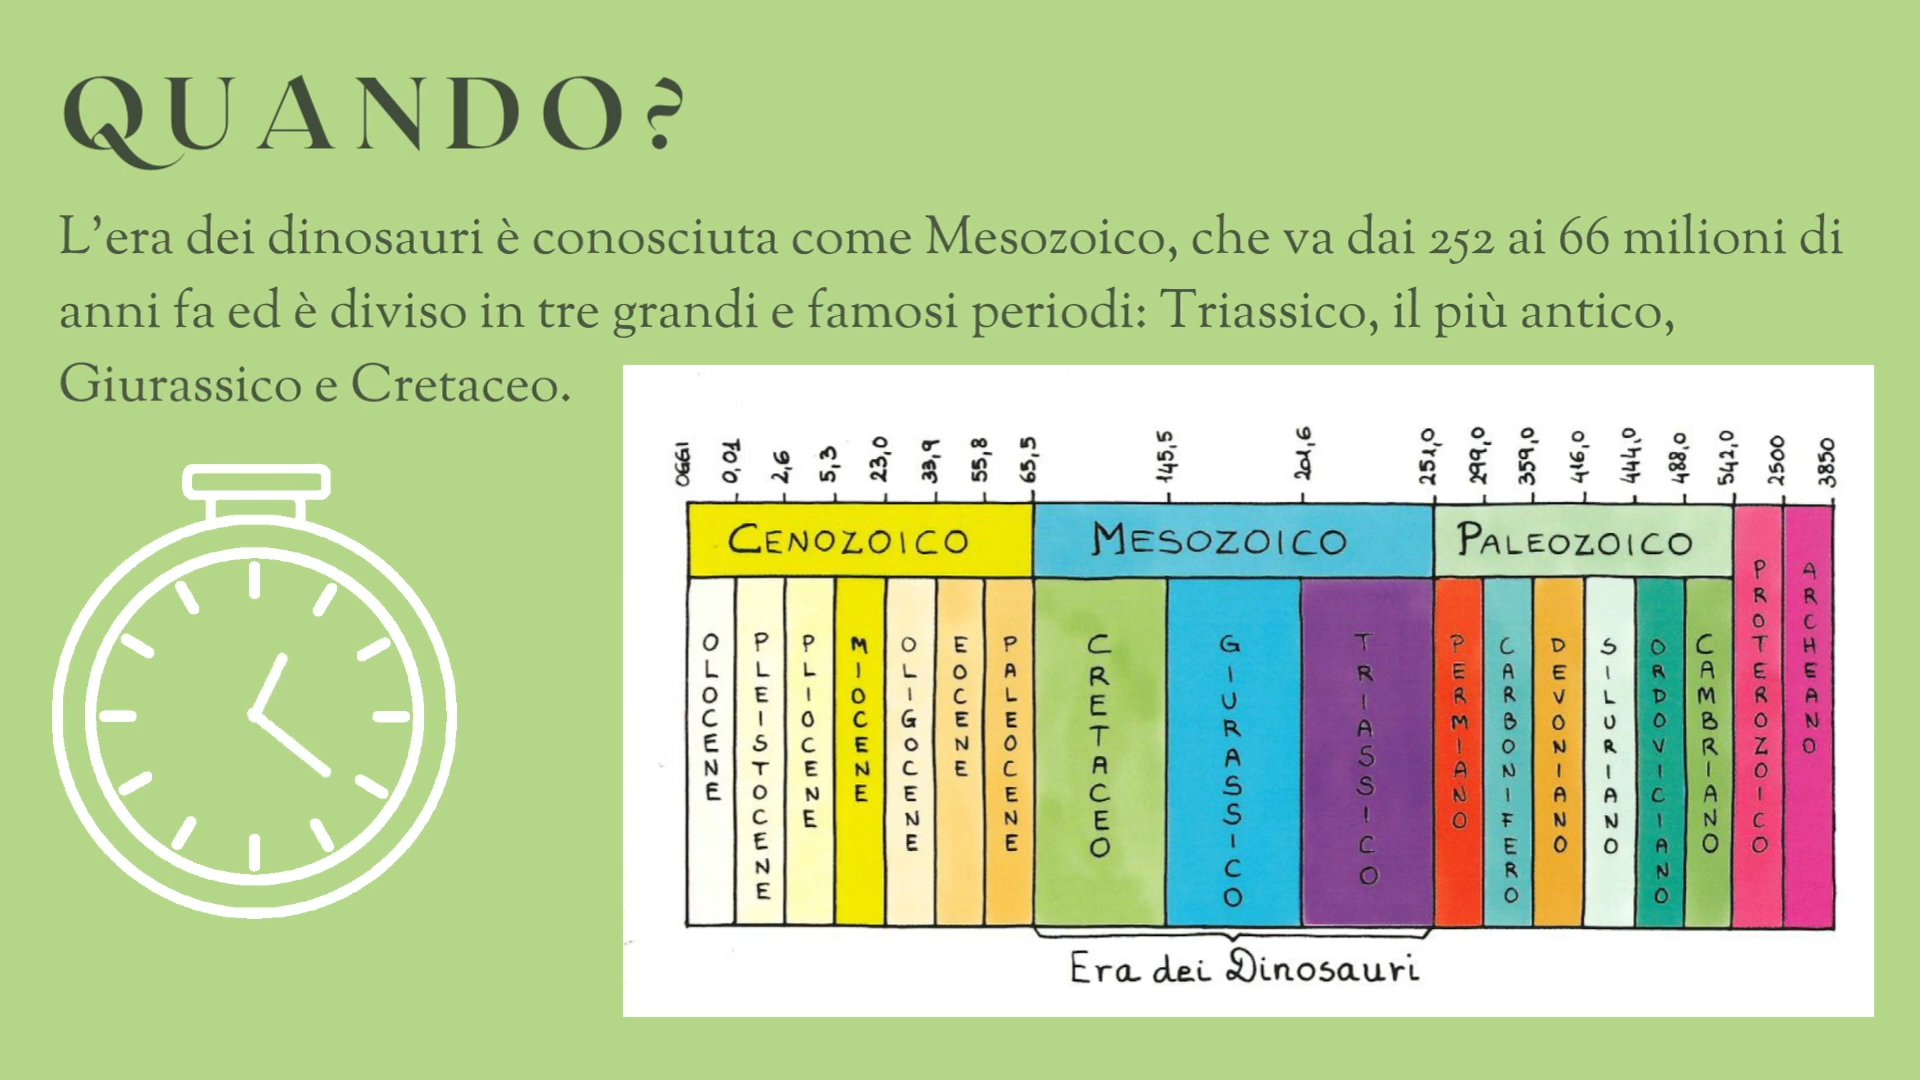 QUANDO?
L'era dei dinosauri è conosciuta come Mesozoico, che va dai 252 ai 66 milioni di
anni fa ed è diviso in tre grandi e famosi periodi: Triassico, il più antico,
Giurassico e Cretaceo.
OGGI
0,01
2,6
5,3
23,0
33,9
55,8
65,5
145,5
201,6
251,0
299,0
359,0
416,0
444,0
488,0
542,0
2500
3850
CENOZOICO
MESOZOICO
PALEOZOICO
OLOCENE
PLEISTOCENE
PLIOCENE
MIOCENE
OLIGOCENE
EOCENE
PALEOCENE
CRETACEO
GIURASSICO
TRIASSICO
PERMIANO
CARBONIFERO
DEVONIANO
SILURIANO
ORDOVICIANO
CAMBRIANO
PROTEROZOICO
ARCHEANO
Era dei Dinosauri